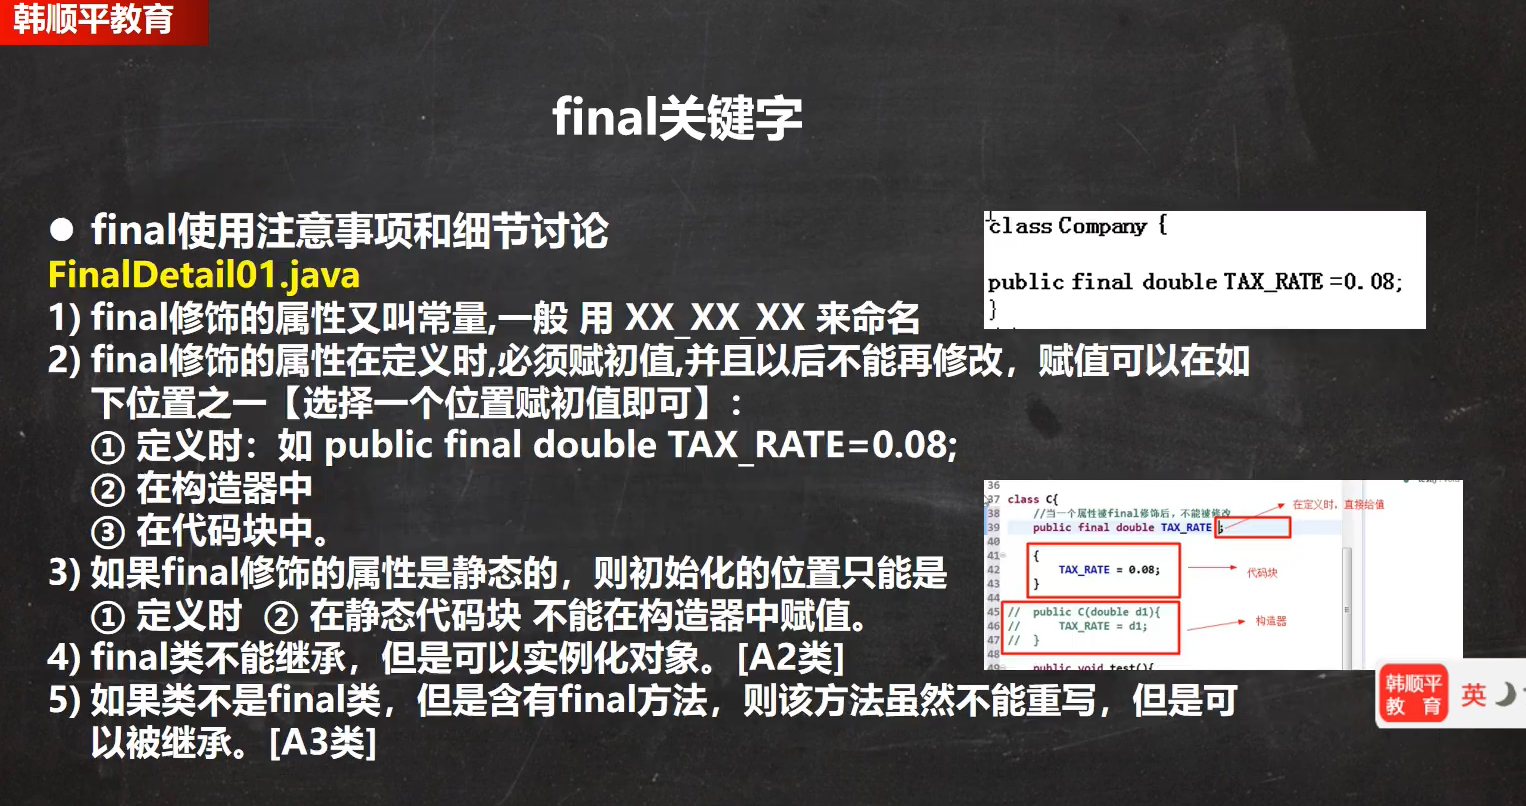 韩顺平教育
final关键字
● final使用注意事项和细节讨论
FinalDetail01.java
1) final修饰的属性又叫常量,一般 用 XX_XX_XX 来命名
2) final修饰的属性在定义时,必须赋初值,并且以后不能再修改，赋值可以在如
下位置之一【选择一个位置赋初值即可】：
① 定义时：如 public final double TAX_RATE=0.08;
② 在构造器中
③ 在代码块中。
3) 如果final修饰的属性是静态的，则初始化的位置只能是
① 定义时 ② 在静态代码块 不能在构造器中赋值。
4) final类不能继承，但是可以实例化对象。[A2类]
5) 如果类不是final类，但是含有final方法，则该方法虽然不能重写，但是可
以被继承。[A3类]
class Company {
public final double TAX_RATE =0.08;
}
36
37 class C{
38 //当一个属性被final修饰后，不能被修改
39 public final double TAX_RATE ;
在定义时，直接给值
40
41 {
42 TAX_RATE = 0.08;
43 }
代码块
44
45 // public C(double d1){
46 // TAX_RATE = d1;
47 // }
构造器
48
49 public void test(){
韩顺平
教 育
英